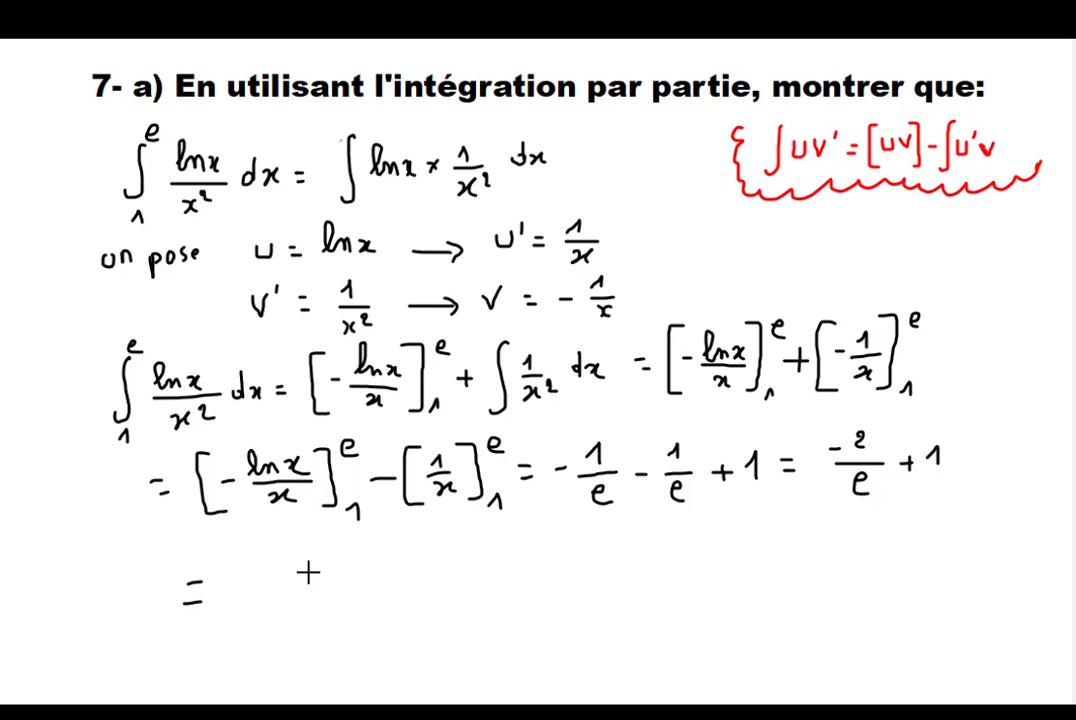 7- a) En utilisant l'intégration par partie, montrer que:
∫₁ᵉ lnx/x² dx = ∫ lnx × 1/x² dx
∫uv' = [uv] - ∫u'v
on pose u = lnx → u' = 1/x
v' = 1/x² → v = - 1/x
∫₁ᵉ lnx/x² dx = [- lnx/x]₁ᵉ + ∫ 1/x² dx = [- lnx/x]₁ᵉ + [- 1/x]₁ᵉ
= [- lnx/x]₁ᵉ - [1/x]₁ᵉ = - 1/e - 1/e + 1 = -2/e + 1
=